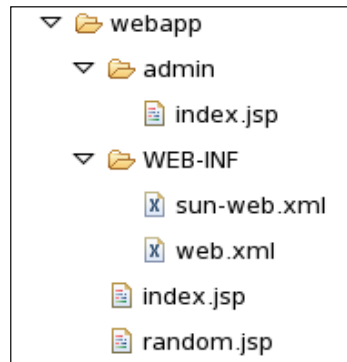 webapp
admin
index.jsp
WEB-INF
sun-web.xml
web.xml
index.jsp
random.jsp